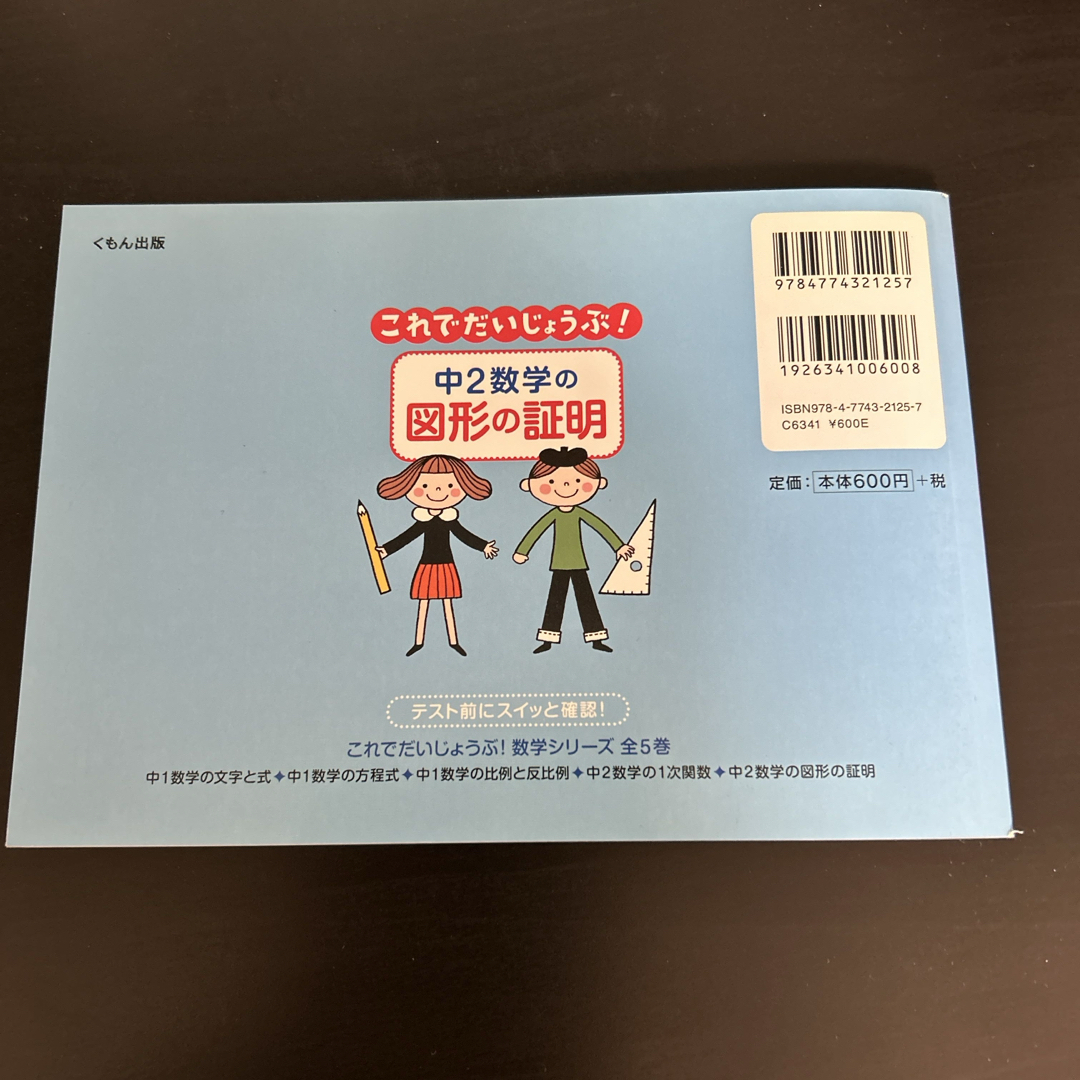 くもん出版
9784774321257
1926341006008
ISBN978-4-7743-2125-7
C6341 ¥600E
定価：本体600円＋税
これでだいじょうぶ！
中2数学の
図形の証明
テスト前にスイッと確認！
これでだいじょうぶ！数学シリーズ 全5巻
中1数学の文字と式✦中1数学の方程式✦中1数学の比例と反比例✦中2数学の1次関数✦中2数学の図形の証明